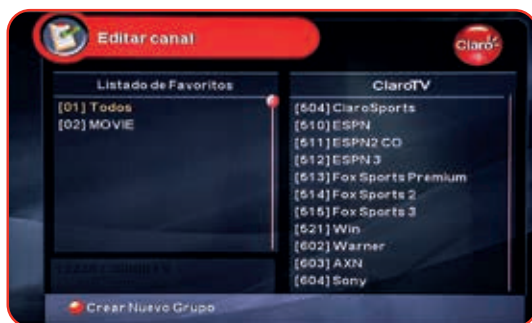 Editar canal
Claro
Listado de Favoritos
[01] Todos
[02] MOVIE
ClaroTV
[504] ClaroSports
[510] ESPN
[511] ESPN2 CO
[512] ESPN 3
[513] Fox Sports Premium
[514] Fox Sports 2
[515] Fox Sports 3
[521] Win
[602] Warner
[603] AXN
[604] Sony
Crear Nuevo Grupo